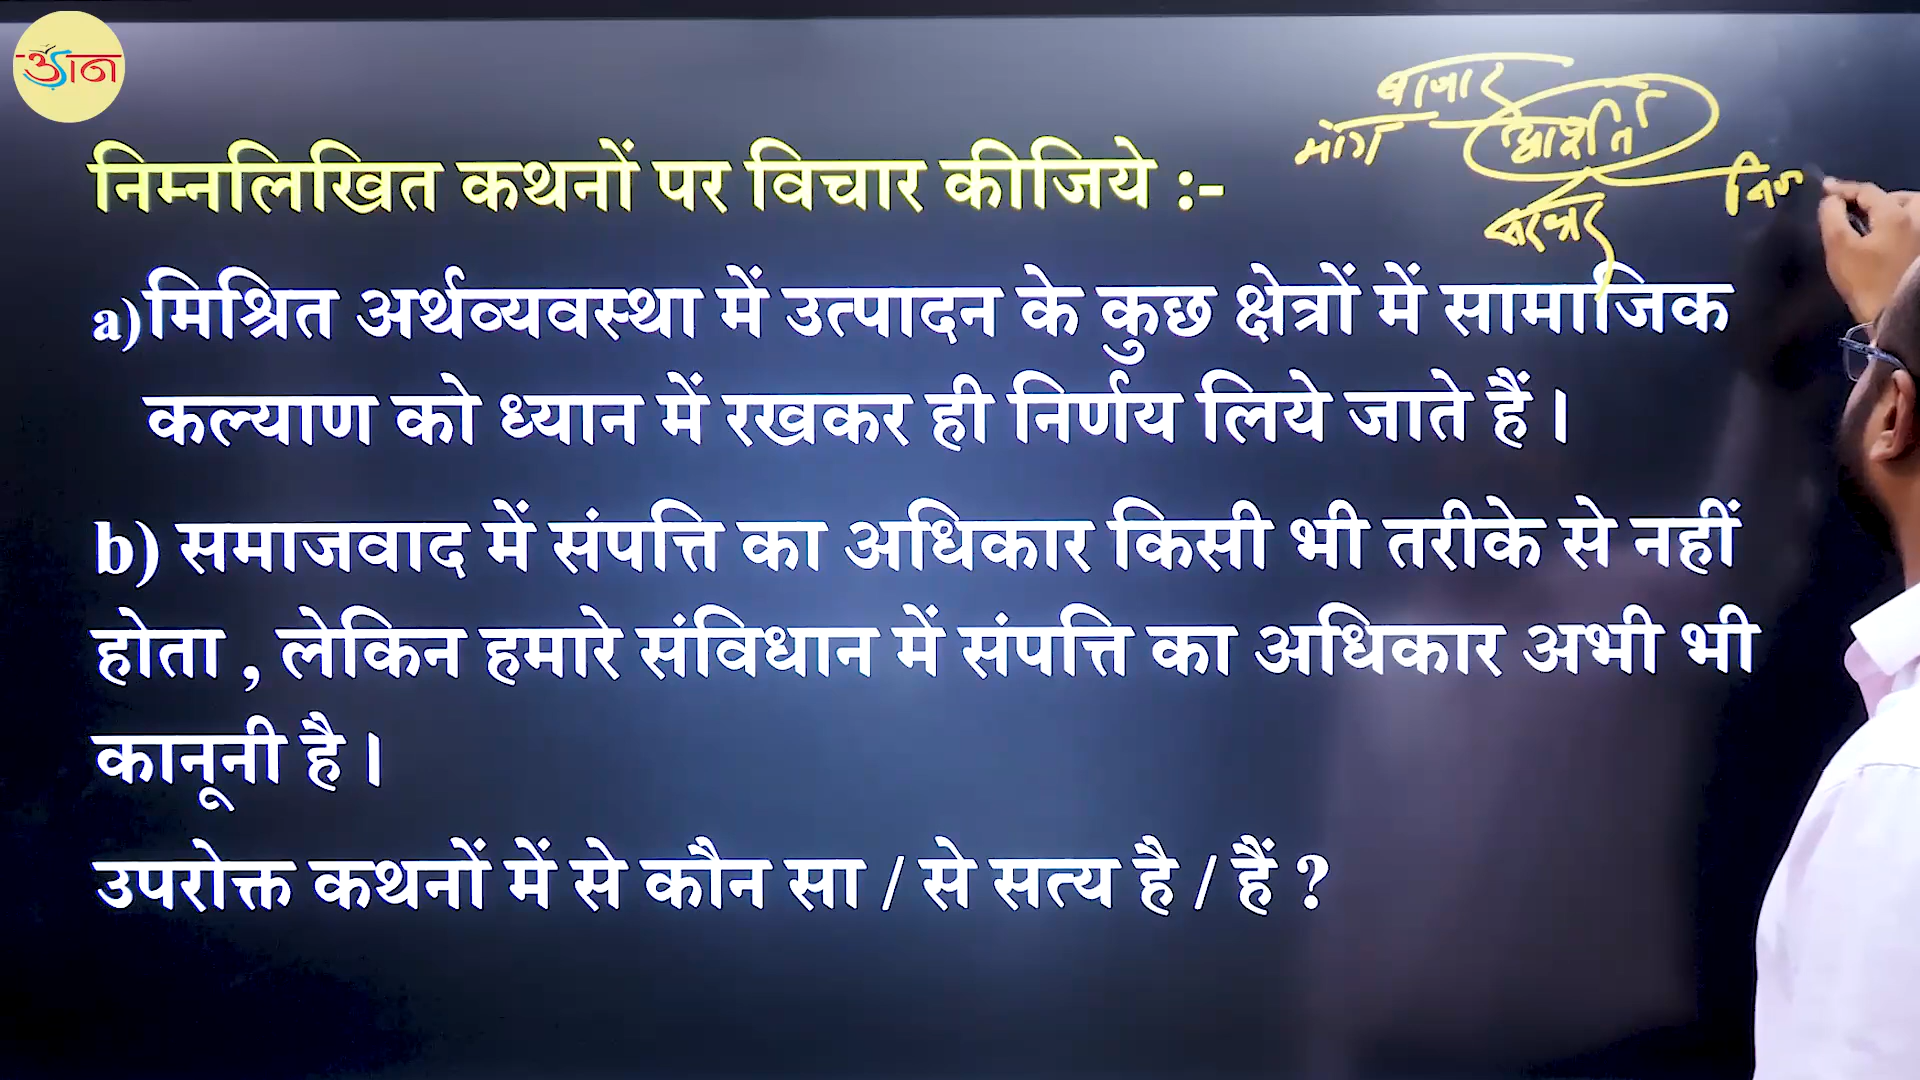 उड़ान
बाजार
मांग
निम्नलिखित कथनों पर विचार कीजिये :-
a)मिश्रित अर्थव्यवस्था में उत्पादन के कुछ क्षेत्रों में सामाजिक
कल्याण को ध्यान में रखकर ही निर्णय लिये जाते हैं ।
b) समाजवाद में संपत्ति का अधिकार किसी भी तरीके से नहीं
होता , लेकिन हमारे संविधान में संपत्ति का अधिकार अभी भी
कानूनी है ।
उपरोक्त कथनों में से कौन सा / से सत्य है / हैं ?